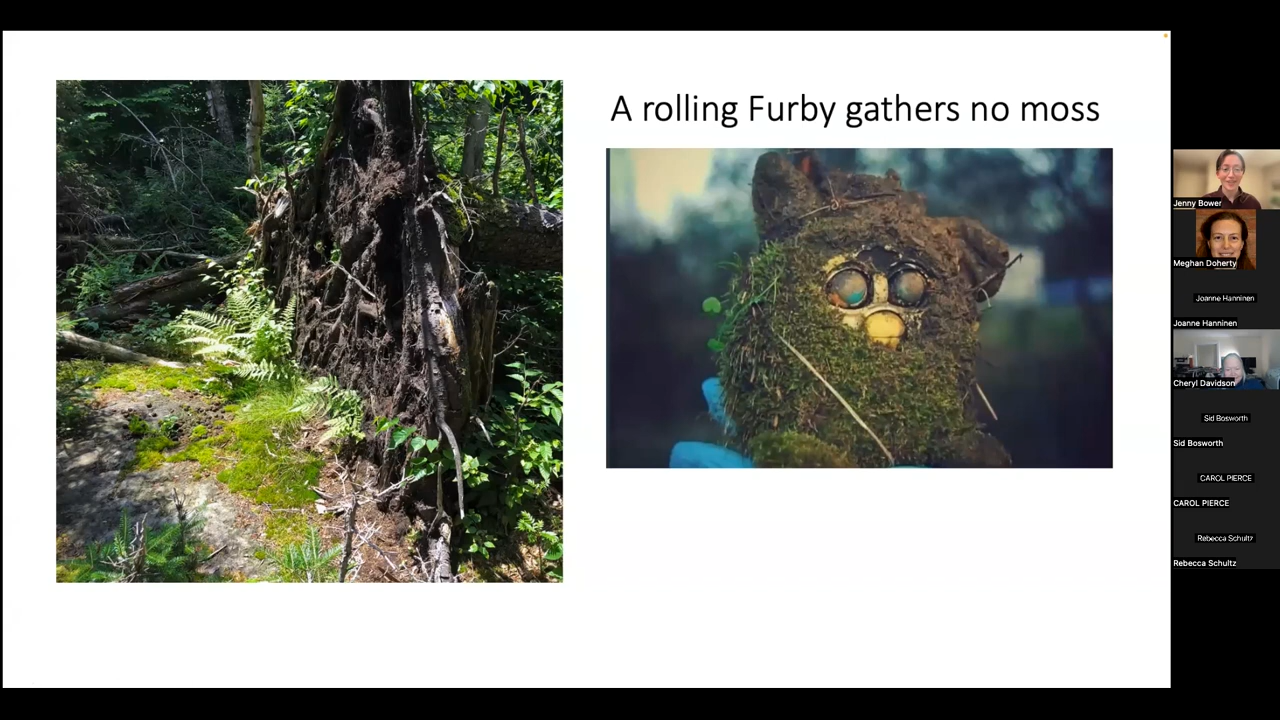 A rolling Furby gathers no moss
Jenny Bower
Meghan Doherty
Joanne Hanninen
Joanne Hanninen
Cheryl Davidson
Sid Bosworth
Sid Bosworth
CAROL PIERCE
CAROL PIERCE
Rebecca Schultz
Rebecca Schultz